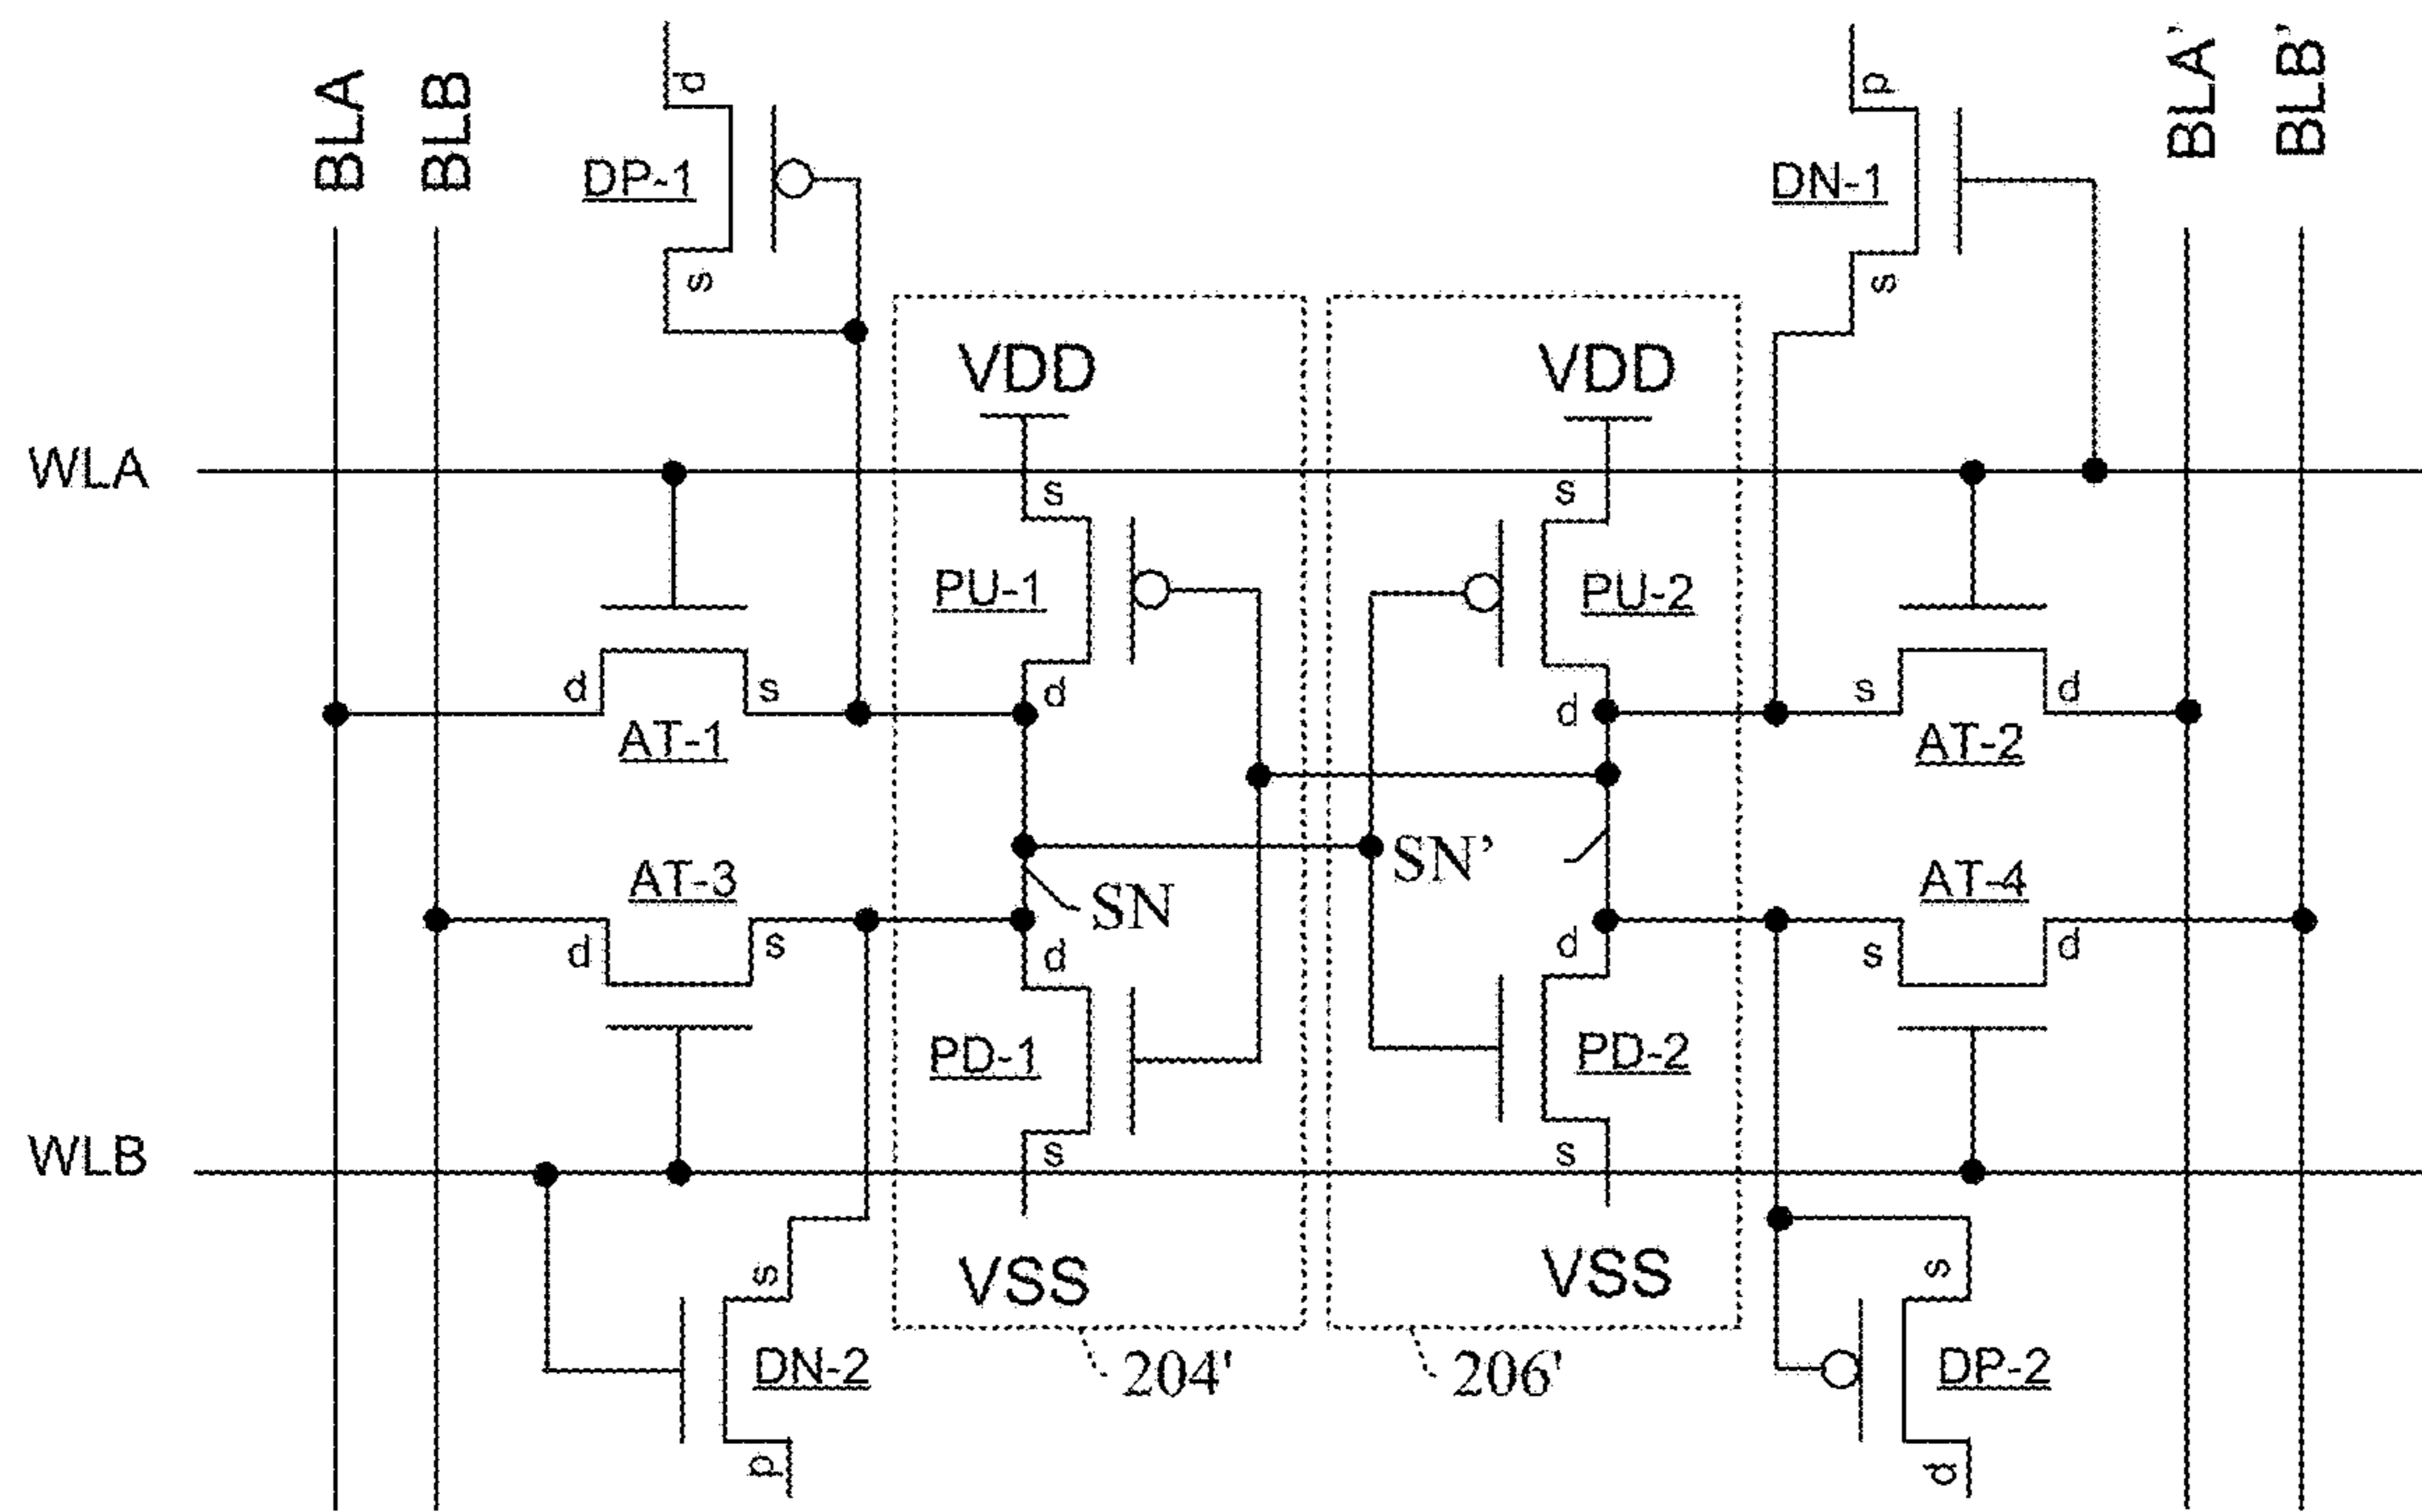 BLA
BLB
d
DP-1
s
d
DN-1
s
BLA'
BLB'
VDD
VDD
WLA
s
s
PU-1
PU-2
d
s
d
d
s
d
AT-1
AT-2
SN'
AT-3
SN
AT-4
d
s
d
d
s
d
PD-1
PD-2
WLB
s
s
VSS
VSS
s
s
DN-2
204'
206'
DP-2
d
d